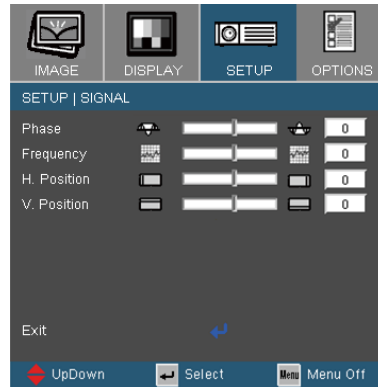 IMAGE DISPLAY SETUP OPTIONS
SETUP | SIGNAL
Phase 0
Frequency 0
H. Position 0
V. Position 0
Exit
UpDown Select Menu Menu Off